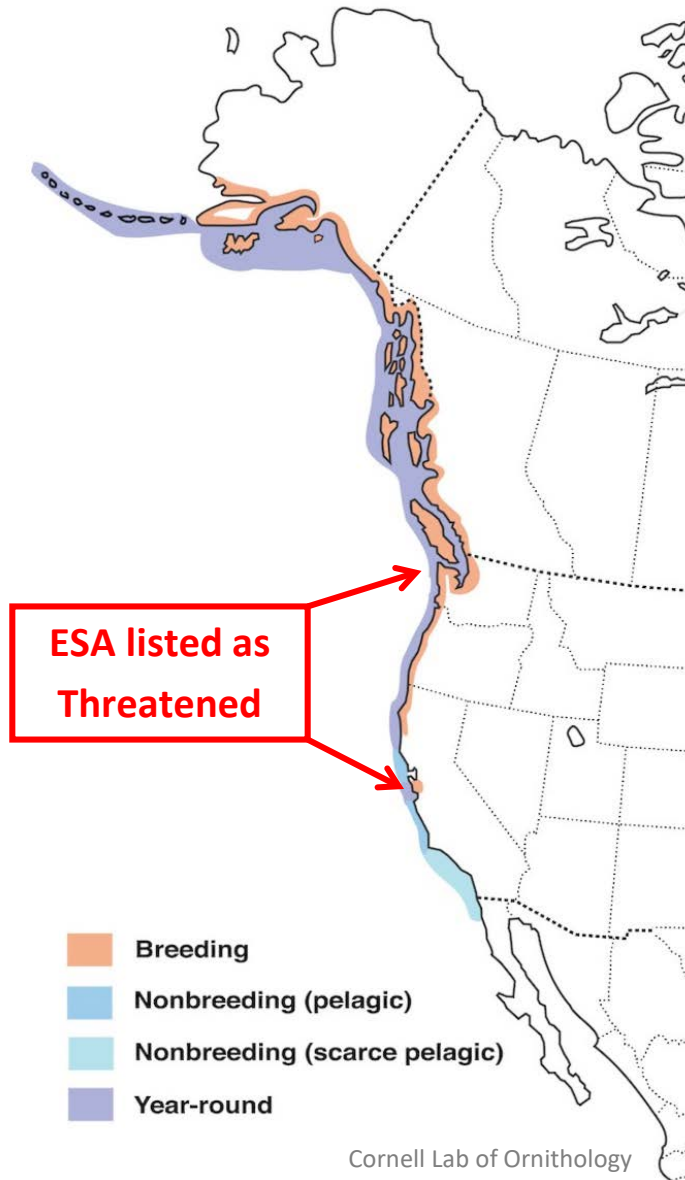 ESA listed as
Threatened
Breeding
Nonbreeding (pelagic)
Nonbreeding (scarce pelagic)
Year-round
Cornell Lab of Ornithology